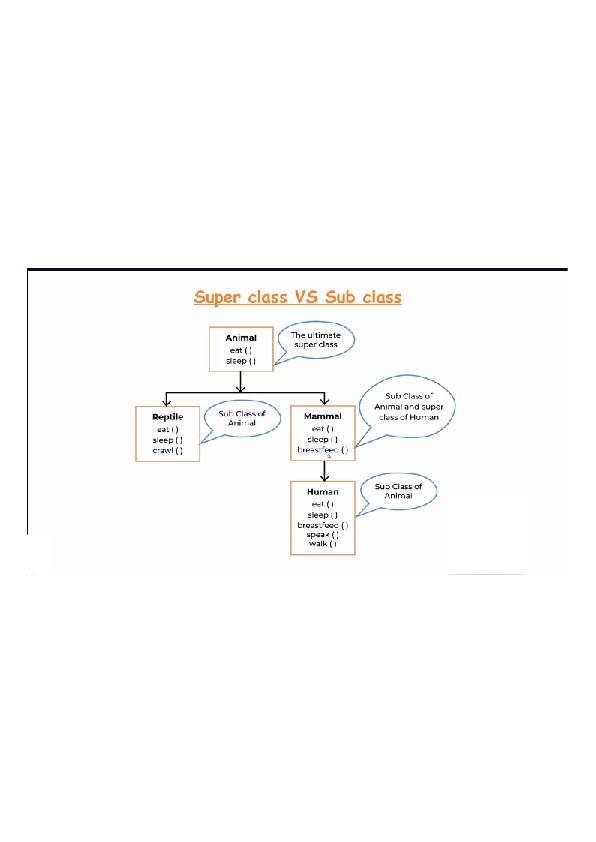 Super class VS Sub class
Animal
eat ( )
sleep ( )
The ultimate
super class
Reptile
eat ( )
sleep ( )
crawl ( )
Sub Class of
Animal
Mammal
eat ( )
sleep ( )
breastfeed ( )
Sub Class of
Animal and super
class of Human
Human
eat ( )
sleep ( )
breastfeed ( )
speak ( )
walk ( )
Sub Class of
Animal